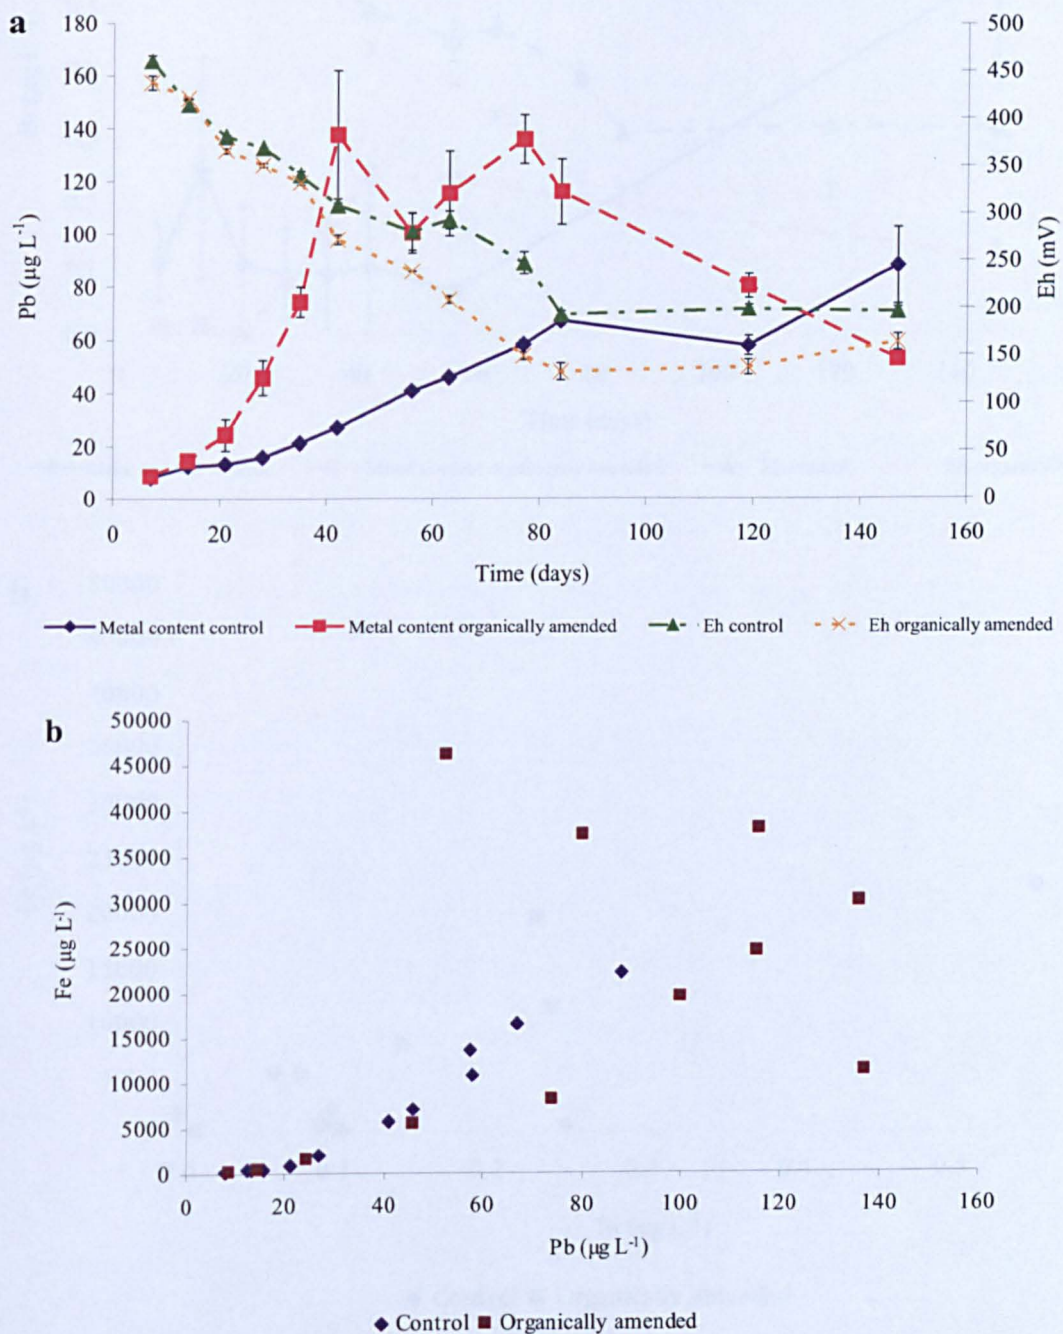 a
180
160
140
120
100
80
60
40
20
0
Pb (µg L⁻¹)
500
450
400
350
300
250
200
150
100
50
0
Eh (mV)
0 20 40 60 80 100 120 140 160
Time (days)
Metal content control Metal content organically amended Eh control Eh organically amended
b
50000
45000
40000
35000
30000
25000
20000
15000
10000
5000
0
Fe (µg L⁻¹)
0 20 40 60 80 100 120 140 160
Pb (µg L⁻¹)
Control Organically amended